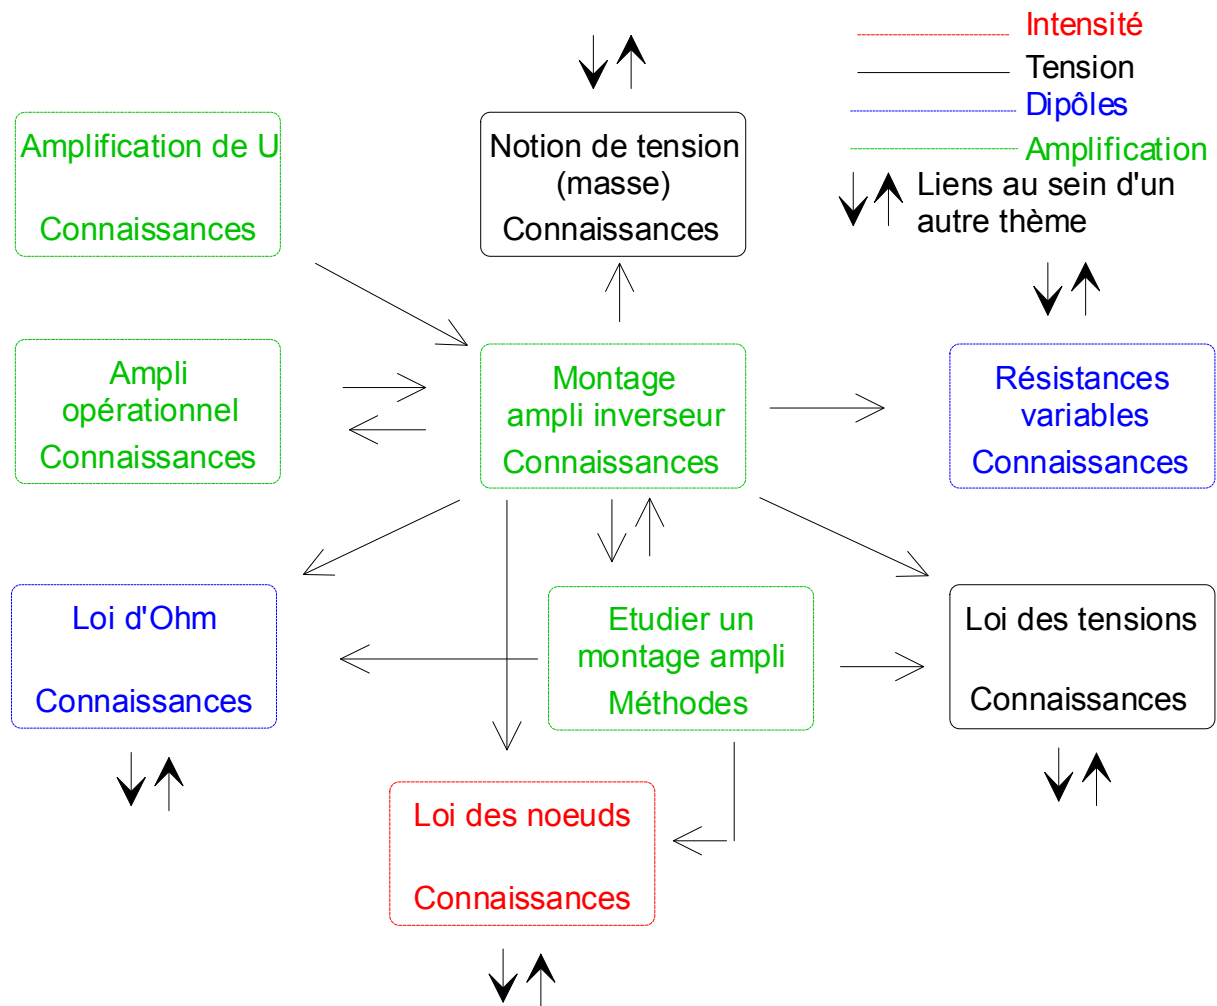 Intensité
Tension
Dipôles
Amplification
Liens au sein d'un
autre thème
Amplification de U
Connaissances
Notion de tension
(masse)
Connaissances
Ampli
opérationnel
Connaissances
Montage
ampli inverseur
Connaissances
Résistances
variables
Connaissances
Loi d'Ohm
Connaissances
Etudier un
montage ampli
Méthodes
Loi des tensions
Connaissances
Loi des noeuds
Connaissances